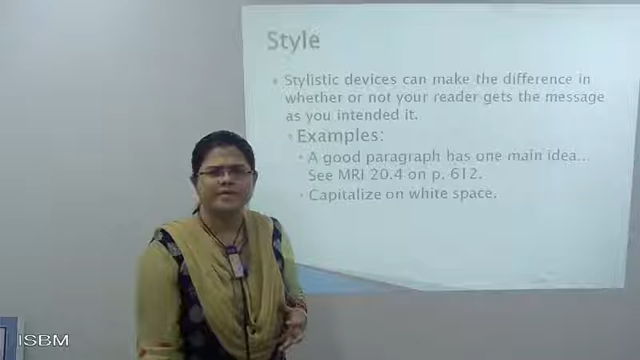 Style
Stylistic devices can make the difference in
whether or not your reader gets the message
as you intended it.
Examples:
A good paragraph has one main idea...
See MRI 20.4 on p. 612.
Capitalize on white space.
ISBM